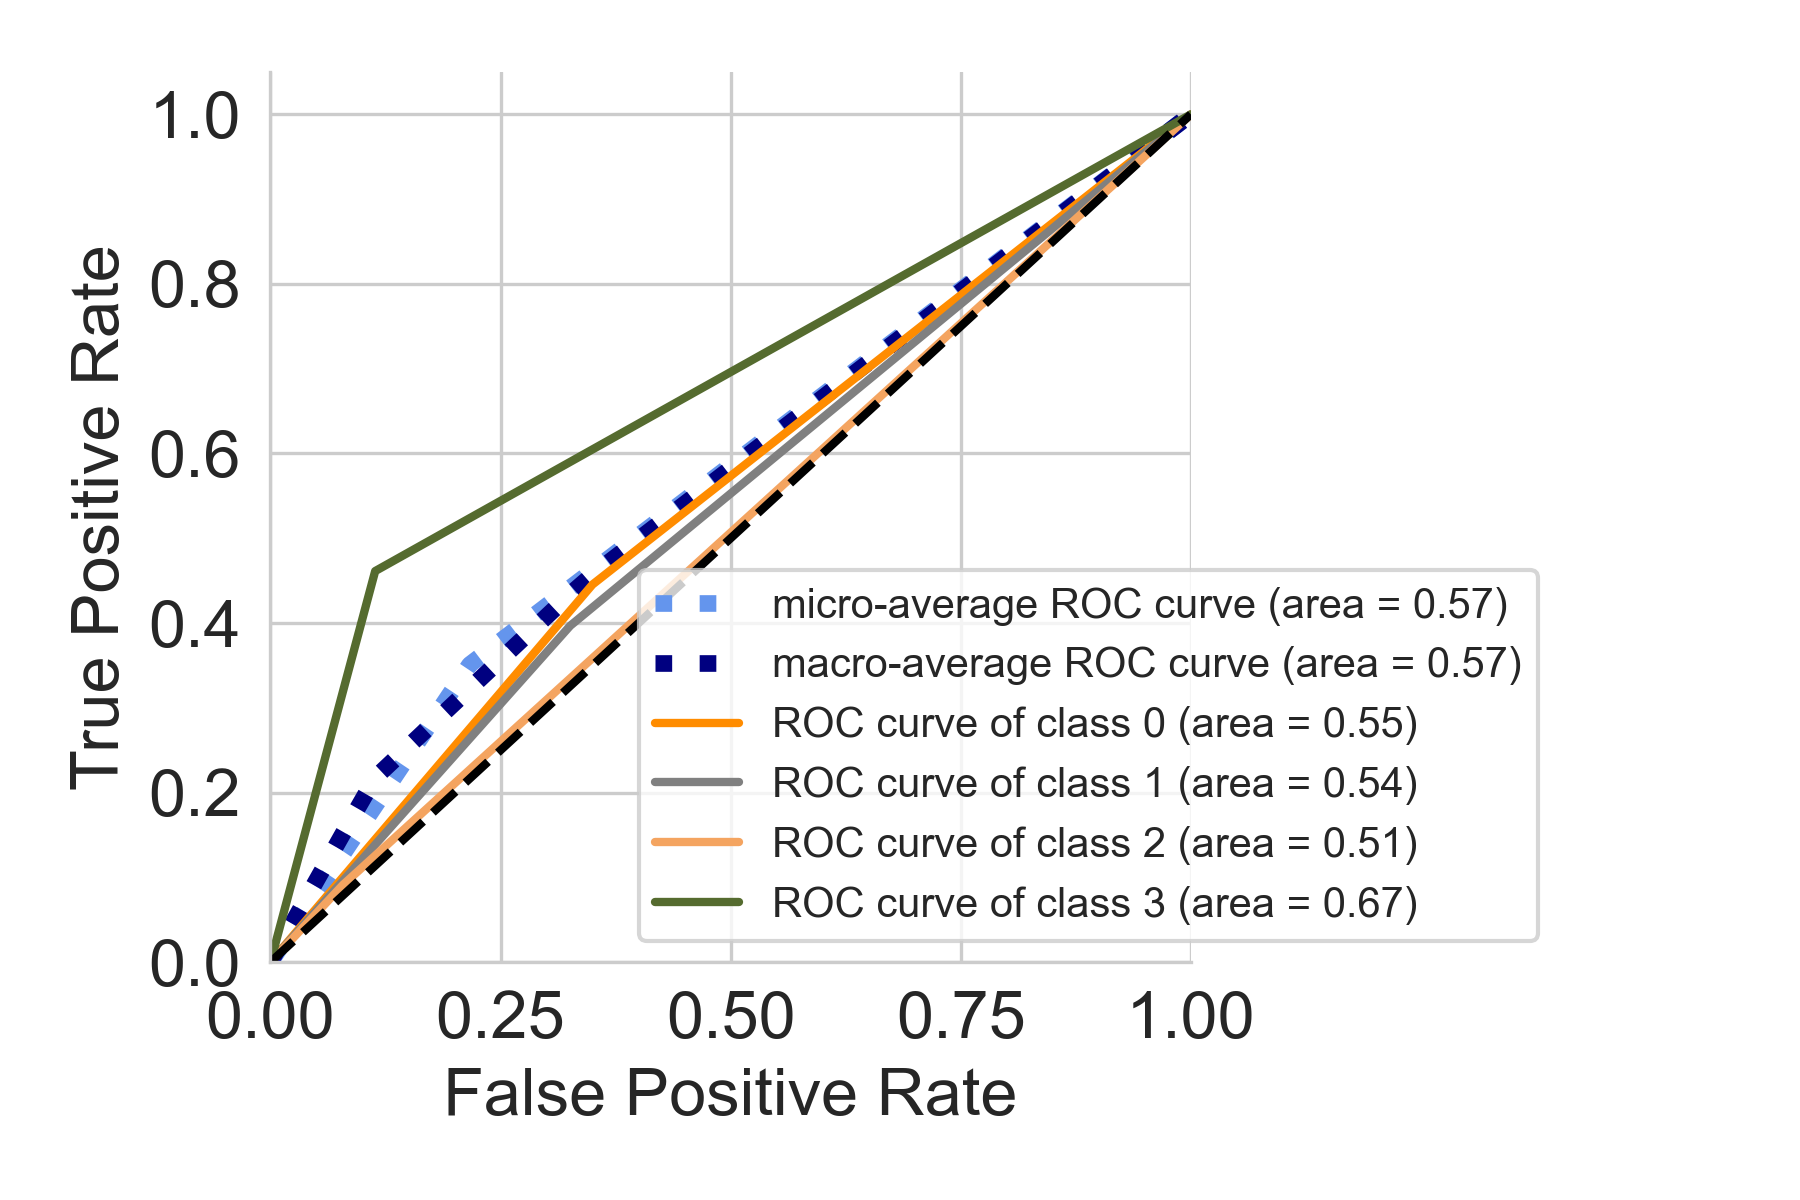 True Positive Rate
1.0
0.8
0.6
0.4
0.2
0.0
micro-average ROC curve (area = 0.57)
macro-average ROC curve (area = 0.57)
ROC curve of class 0 (area = 0.55)
ROC curve of class 1 (area = 0.54)
ROC curve of class 2 (area = 0.51)
ROC curve of class 3 (area = 0.67)
0.00 0.25 0.50 0.75 1.00
False Positive Rate